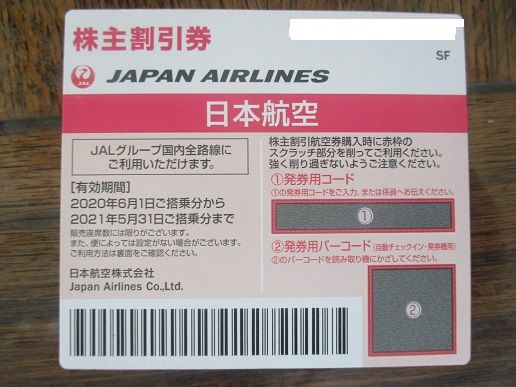 株主割引券
SF
JAL
JAPAN AIRLINES
日本航空
JALグループ国内全路線に
ご利用いただけます。
[有効期間]
2020年6月1日ご搭乗分から
2021年5月31日ご搭乗分まで
販売座席数には限りがございます。
また、便によっては設定がない場合がございます。
ご利用方法は裏面をご確認ください。
日本航空株式会社
Japan Airlines Co.,Ltd.
株主割引航空券購入時に赤枠の
スクラッチ部分を削ってご利用ください。
強く削り過ぎないようご注意ください。
①発券用コード
①の発券用コードをご入力、または係員へお伝えください。
①
②発券用バーコード(自動チェックイン・発券機用)
②のバーコードを読み取り機にかざしてください。
②